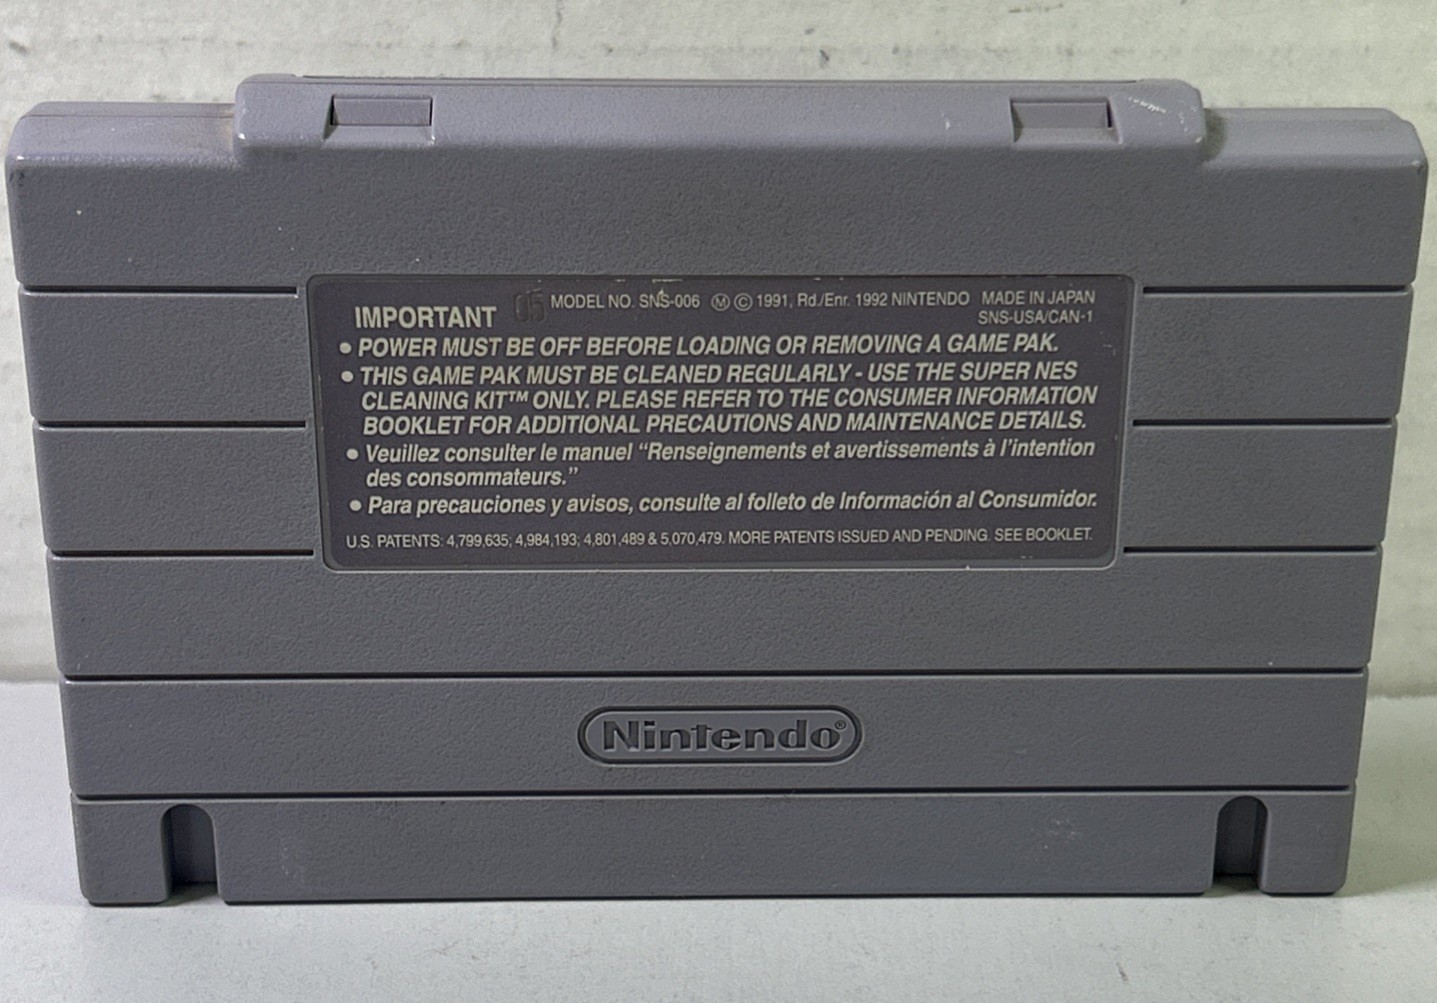 IMPORTANT 05 MODEL NO. SNS-006 Ⓜ © 1991, Rd./Enr. 1992 NINTENDO MADE IN JAPAN
SNS-USA/CAN-1
• POWER MUST BE OFF BEFORE LOADING OR REMOVING A GAME PAK.
• THIS GAME PAK MUST BE CLEANED REGULARLY - USE THE SUPER NES
CLEANING KIT™ ONLY. PLEASE REFER TO THE CONSUMER INFORMATION
BOOKLET FOR ADDITIONAL PRECAUTIONS AND MAINTENANCE DETAILS.
• Veuillez consulter le manuel “Renseignements et avertissements à l’intention
des consommateurs.”
• Para precauciones y avisos, consulte al folleto de Información al Consumidor.
U.S. PATENTS: 4,799,635; 4,984,193; 4,801,489 & 5,070,479. MORE PATENTS ISSUED AND PENDING. SEE BOOKLET.
Nintendo®